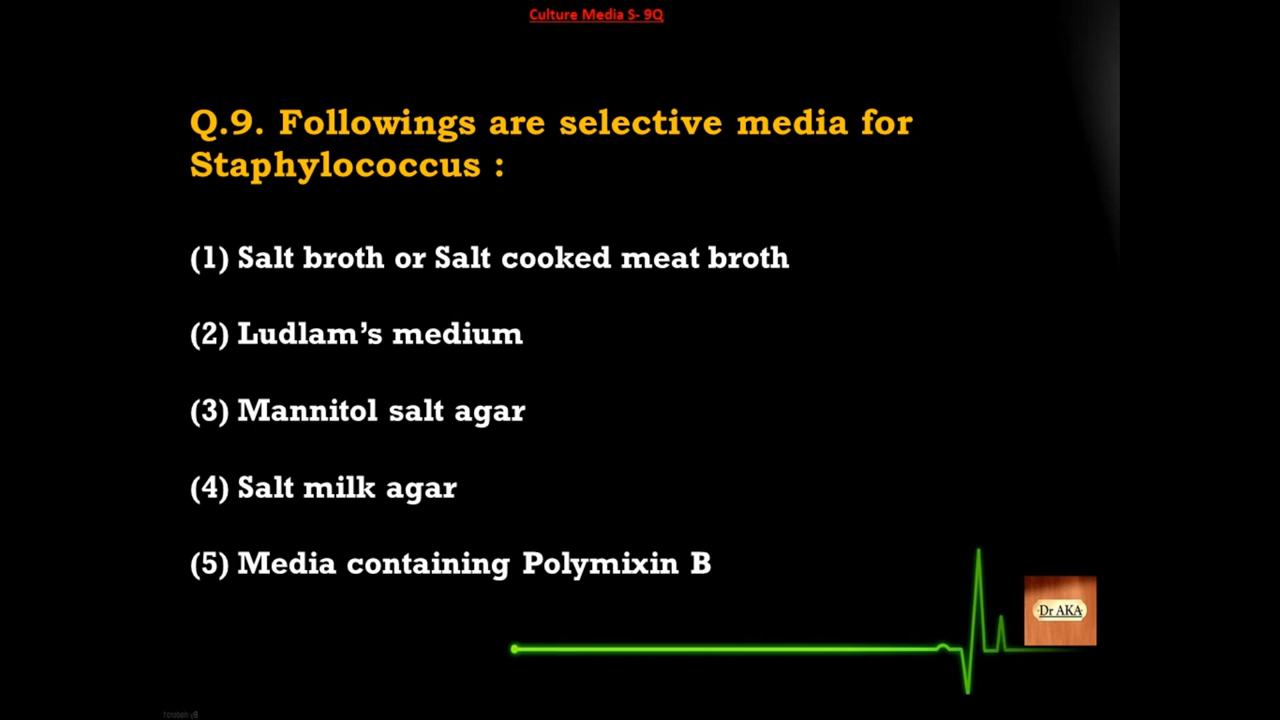 Culture Media S- 9Q
Q.9. Followings are selective media for
Staphylococcus :
(1) Salt broth or Salt cooked meat broth
(2) Ludlam’s medium
(3) Mannitol salt agar
(4) Salt milk agar
(5) Media containing Polymixin B
Dr AKA